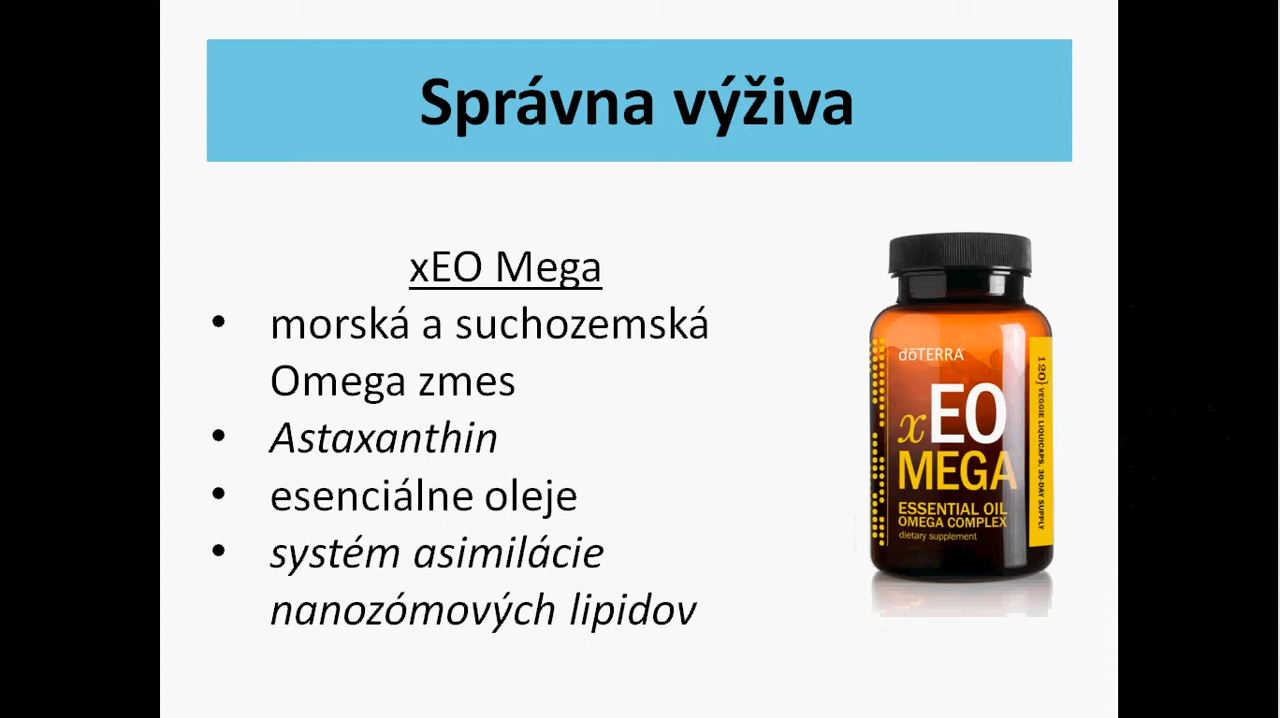 Správna výživa
xEO Mega
• morská a suchozemská
Omega zmes
• Astaxanthin
• esenciálne oleje
• systém asimilácie
nanozómových lipidov
dōTERRA
xEO
MEGA
ESSENTIAL OIL
OMEGA COMPLEX
dietary supplement
120} VEGGIE LIQUICAPS, 30-DAY SUPPLY